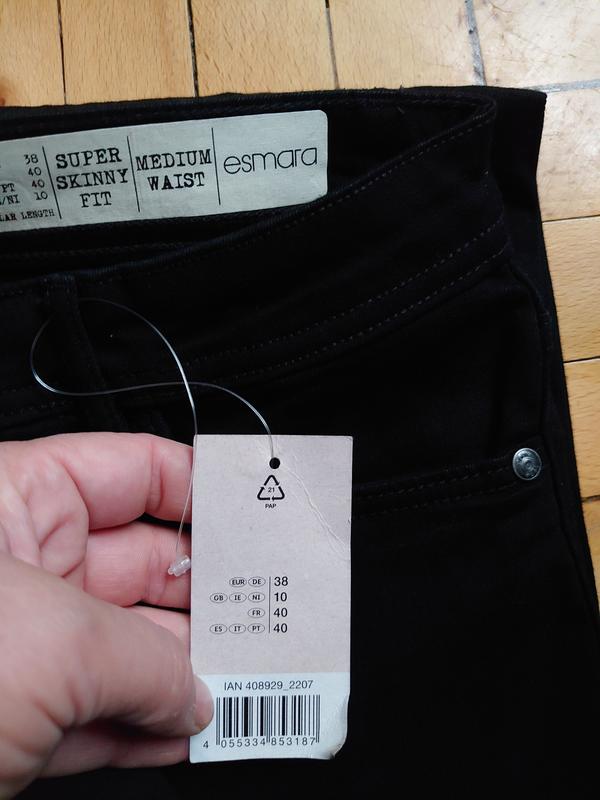 38
40
PT 40
/NI 10
LAR LENGTH
SUPER
SKINNY
FIT
MEDIUM
WAIST
esmara
21
PAP
EUR DE 38
GB IE NI 10
FR 40
ES IT PT 40
IAN 408929_2207
4 055334 853187